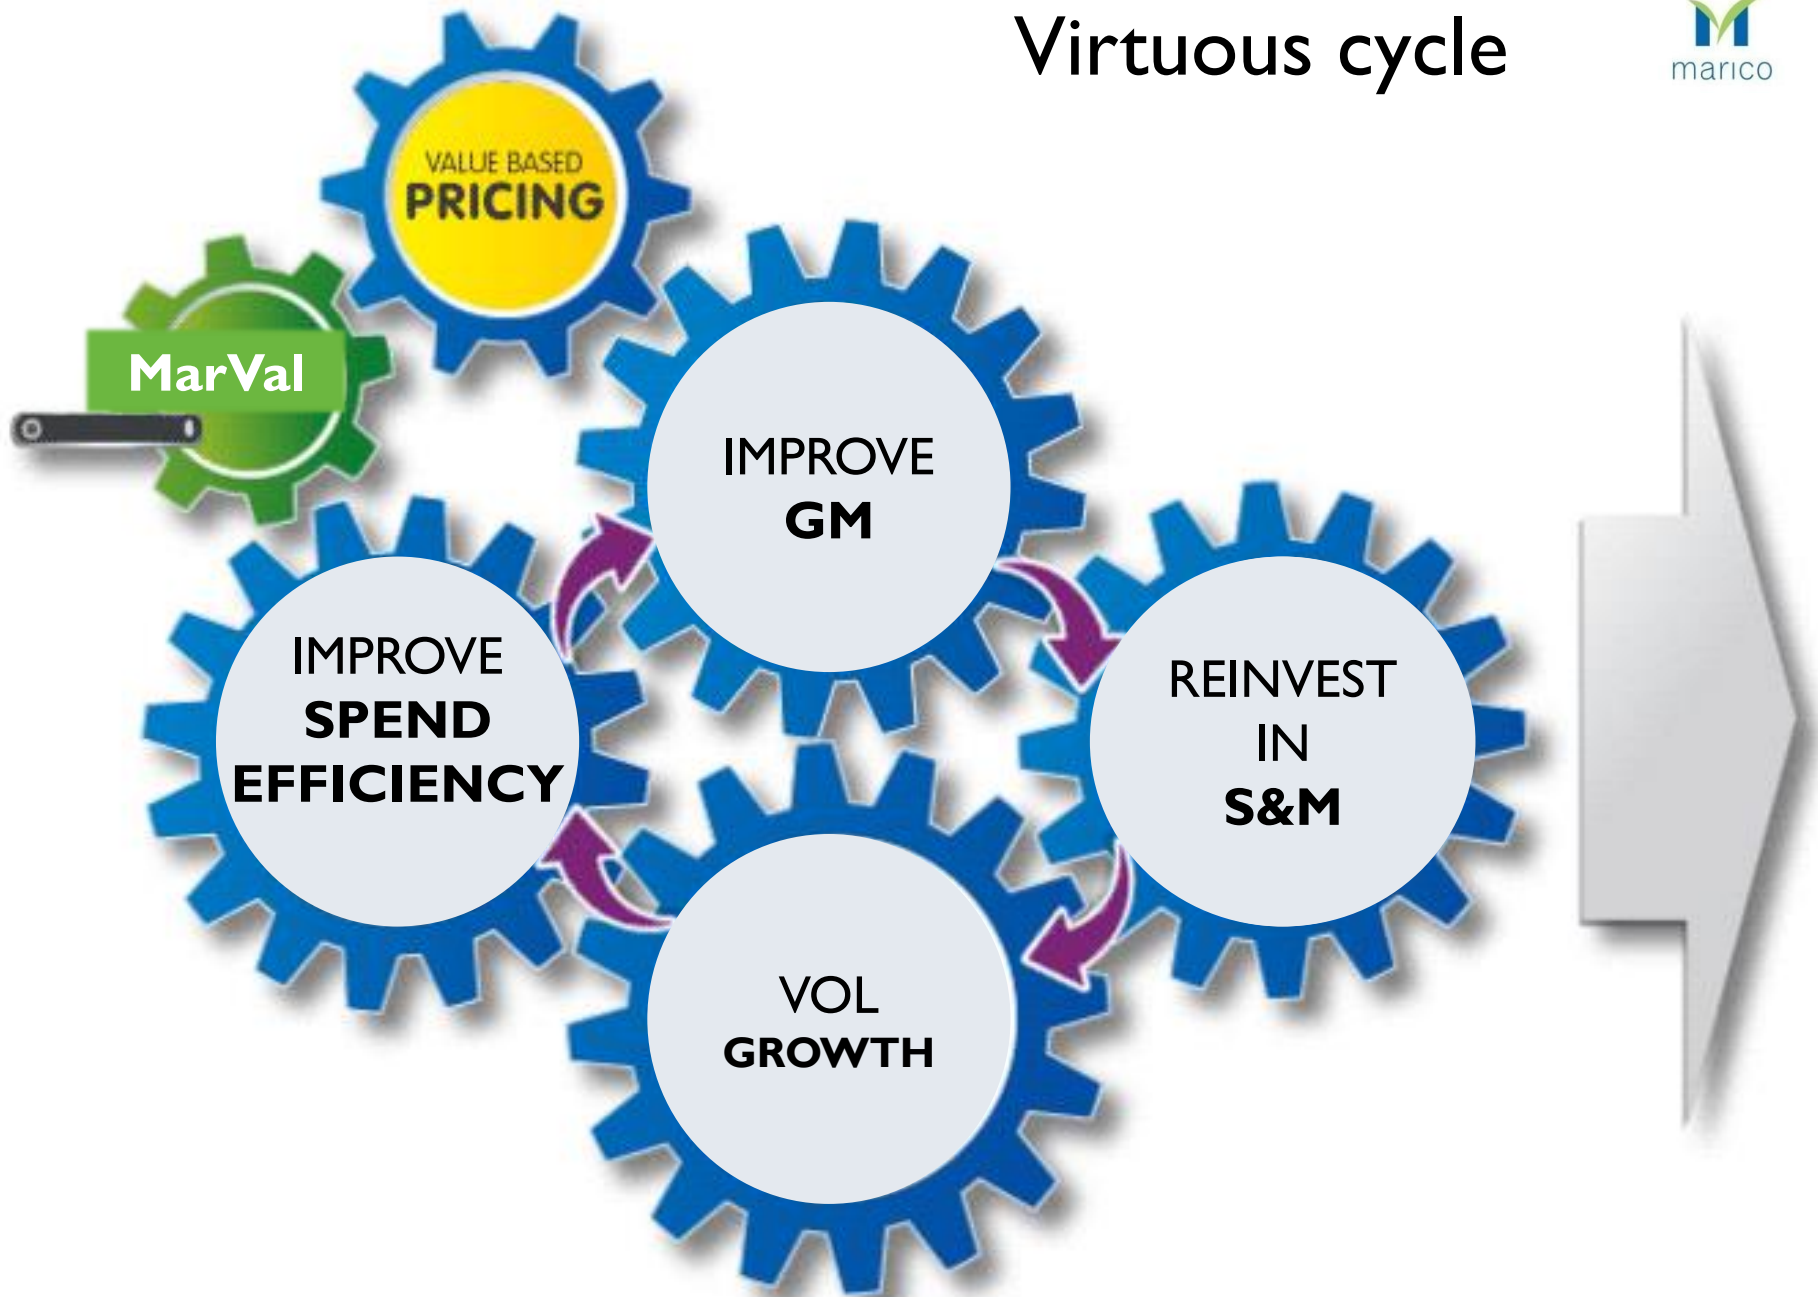 Virtuous cycle
marico
VALUE BASED
PRICING
MarVal
IMPROVE
GM
IMPROVE
SPEND
EFFICIENCY
REINVEST
IN
S&M
VOL
GROWTH